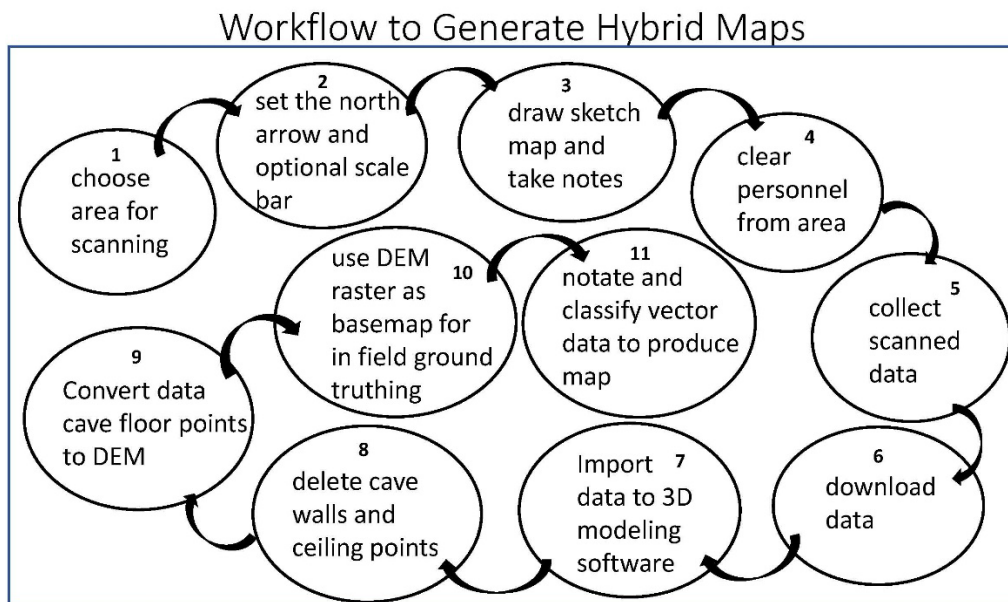 Workflow to Generate Hybrid Maps
1
choose
area for
scanning
2
set the north
arrow and
optional scale
bar
3
draw sketch
map and
take notes
4
clear
personnel
from area
5
collect
scanned
data
6
download
data
Import 7
data to 3D
modeling
software
8
delete cave
walls and
ceiling points
9
Convert data
cave floor points
to DEM
use DEM
raster as 10
basemap for
in field ground
truthing
11
notate and
classify vector
data to produce
map